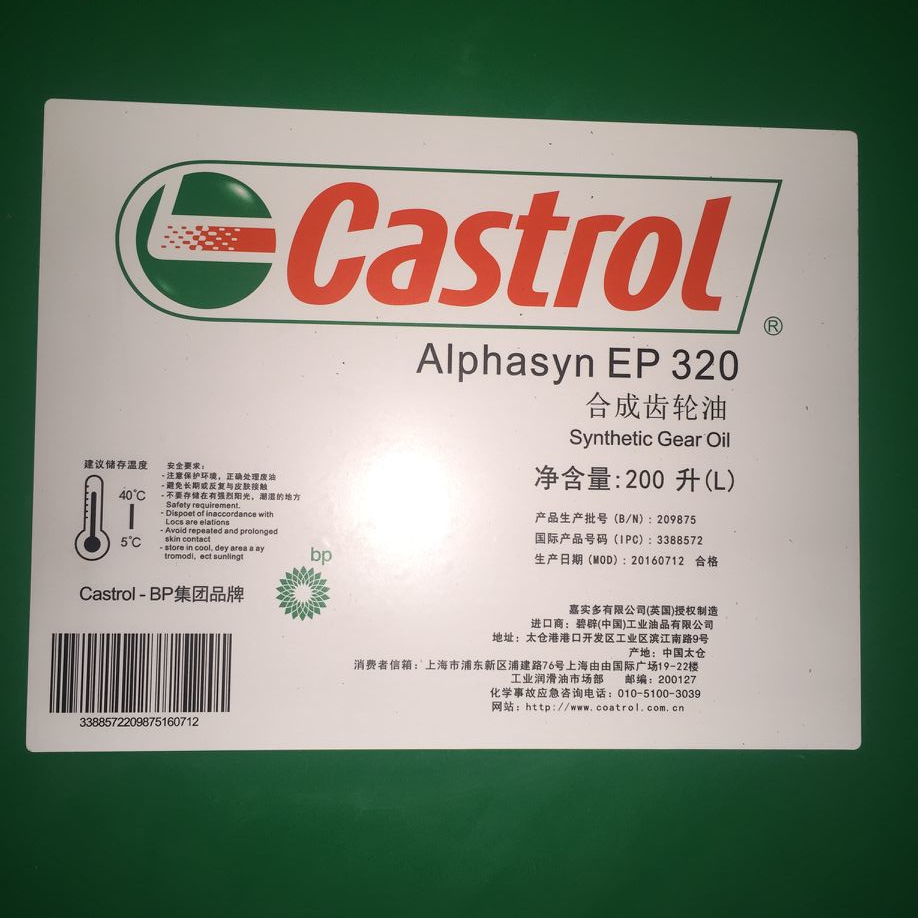 Castrol
®
Alphasyn EP 320
合成齿轮油
Synthetic Gear Oil
净含量:200 升(L)
产品生产批号(B/N):209875
国际产品号码(IPC):3388572
生产日期(MOD):20160712 合格
建议储存温度
40℃
5℃
安全要求:
-注意保护环境,正确处理废油
-避免长期或反复与皮肤接触
-不要存储在有强烈阳光,潮湿的地方
Safety requirement.
- Dispoet of inaccordance with
Locs are elations
- Avoid repeated and prolonged
skin contact
- store in cool, dey area a ay
tromodi, ect sunlingt
bp
Castrol - BP集团品牌
3388572209875160712
嘉实多有限公司(英国)授权制造
进口商:碧辟(中国)工业油品有限公司
地址:太仓港港口开发区工业区滨江南路9号
产地:中国太仓
消费者信箱:上海市浦东新区浦建路76号上海由由国际广场19-22楼
工业润滑油市场部 邮编:200127
化学事故应急咨询电话:010-5100-3039
网站:http://www.coatrol.com.cn